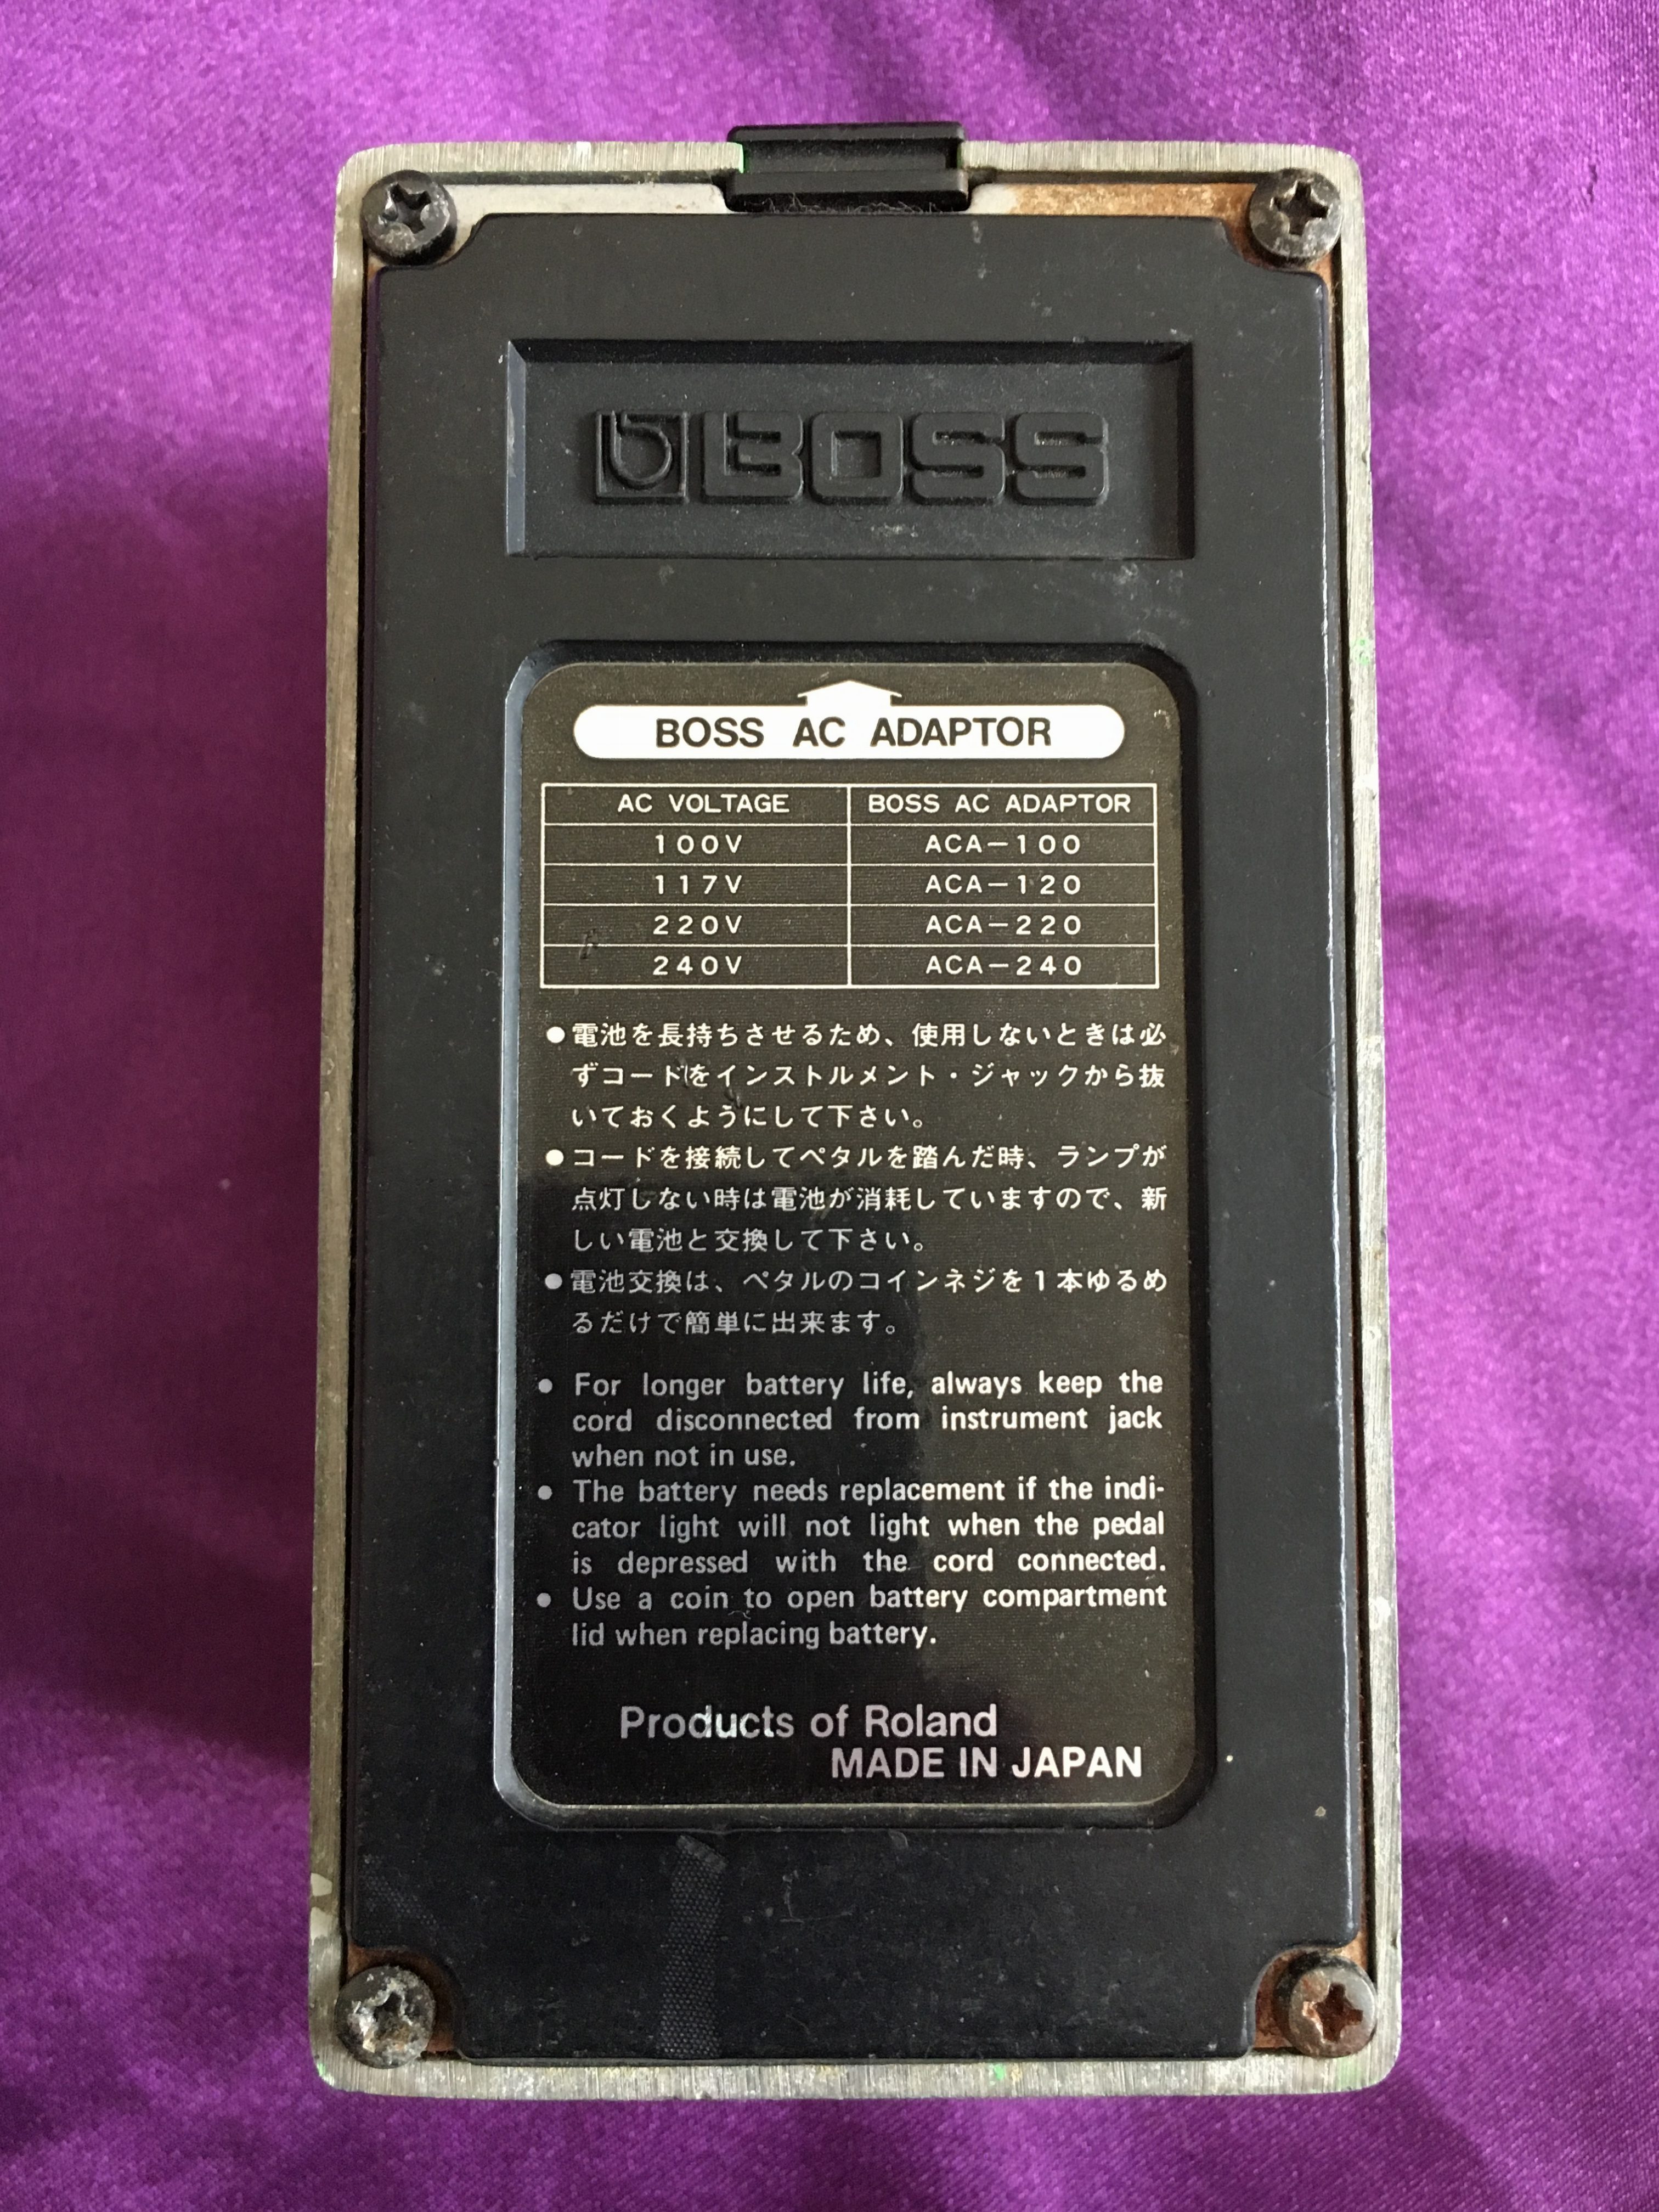 BOSS
BOSS AC ADAPTOR
AC VOLTAGE BOSS AC ADAPTOR
100V ACA-100
117V ACA-120
220V ACA-220
240V ACA-240
●電池を長持ちさせるため、使用しないときは必
ずコードをインストルメント・ジャックから抜
いておくようにして下さい。
●コードを接続してペタルを踏んだ時、ランプが
点灯しない時は電池が消耗していますので、新
しい電池と交換して下さい。
●電池交換は、ペタルのコインネジを1本ゆるめ
るだけで簡単に出来ます。
● For longer battery life, always keep the
cord disconnected from instrument jack
when not in use.
● The battery needs replacement if the indi-
cator light will not light when the pedal
is depressed with the cord connected.
● Use a coin to open battery compartment
lid when replacing battery.
Products of Roland
MADE IN JAPAN